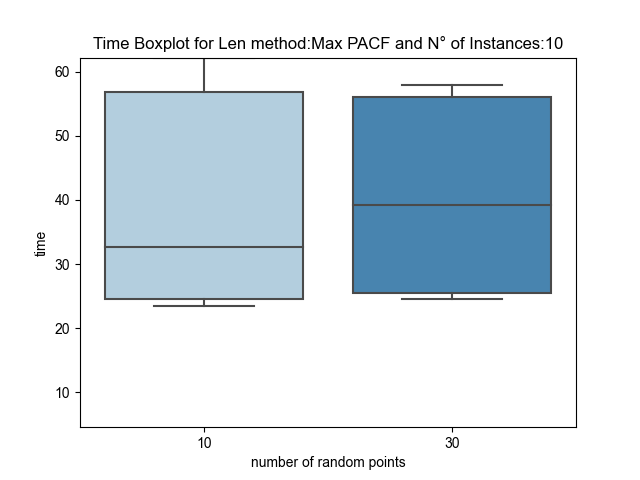 Time Boxplot for Len method:Max PACF and N° of Instances:10
60
50
40
30
20
10
time
10 30
number of random points